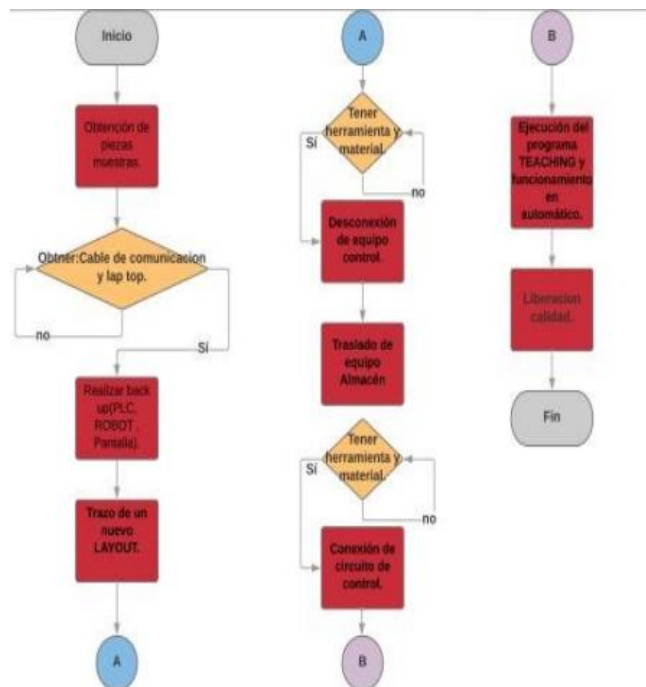 Inicio
Obtención de
piezas
muestras.
Obtner:Cable de comunicacion
y lap top.
no
Sí
Realizar back
up(PLC,
ROBOT .
Pantalla).
Trazo de un
nuevo
LAYOUT.
A
A
Tener
herramienta y
material.
Sí
no
Desconexión
de equipo
control.
Traslado de
equipo
Almacén
Tener
herramienta y
material.
Sí
no
Conexión de
circuito de
control.
B
B
Ejecución del
programa
TEACHING y
funcionamiento
en
automático.
Liberacion
calidad.
Fin